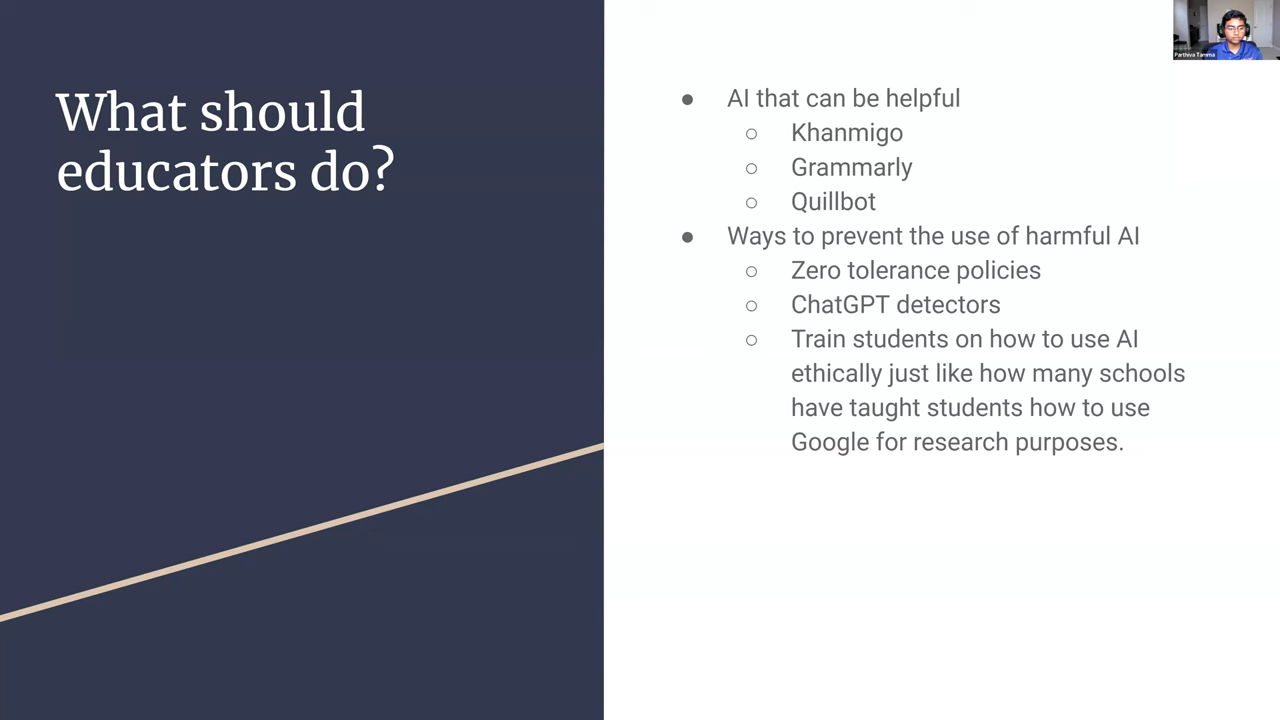 What should
educators do?
● AI that can be helpful
○ Khanmigo
○ Grammarly
○ Quillbot
● Ways to prevent the use of harmful AI
○ Zero tolerance policies
○ ChatGPT detectors
○ Train students on how to use AI
ethically just like how many schools
have taught students how to use
Google for research purposes.
Parthiva Tamma